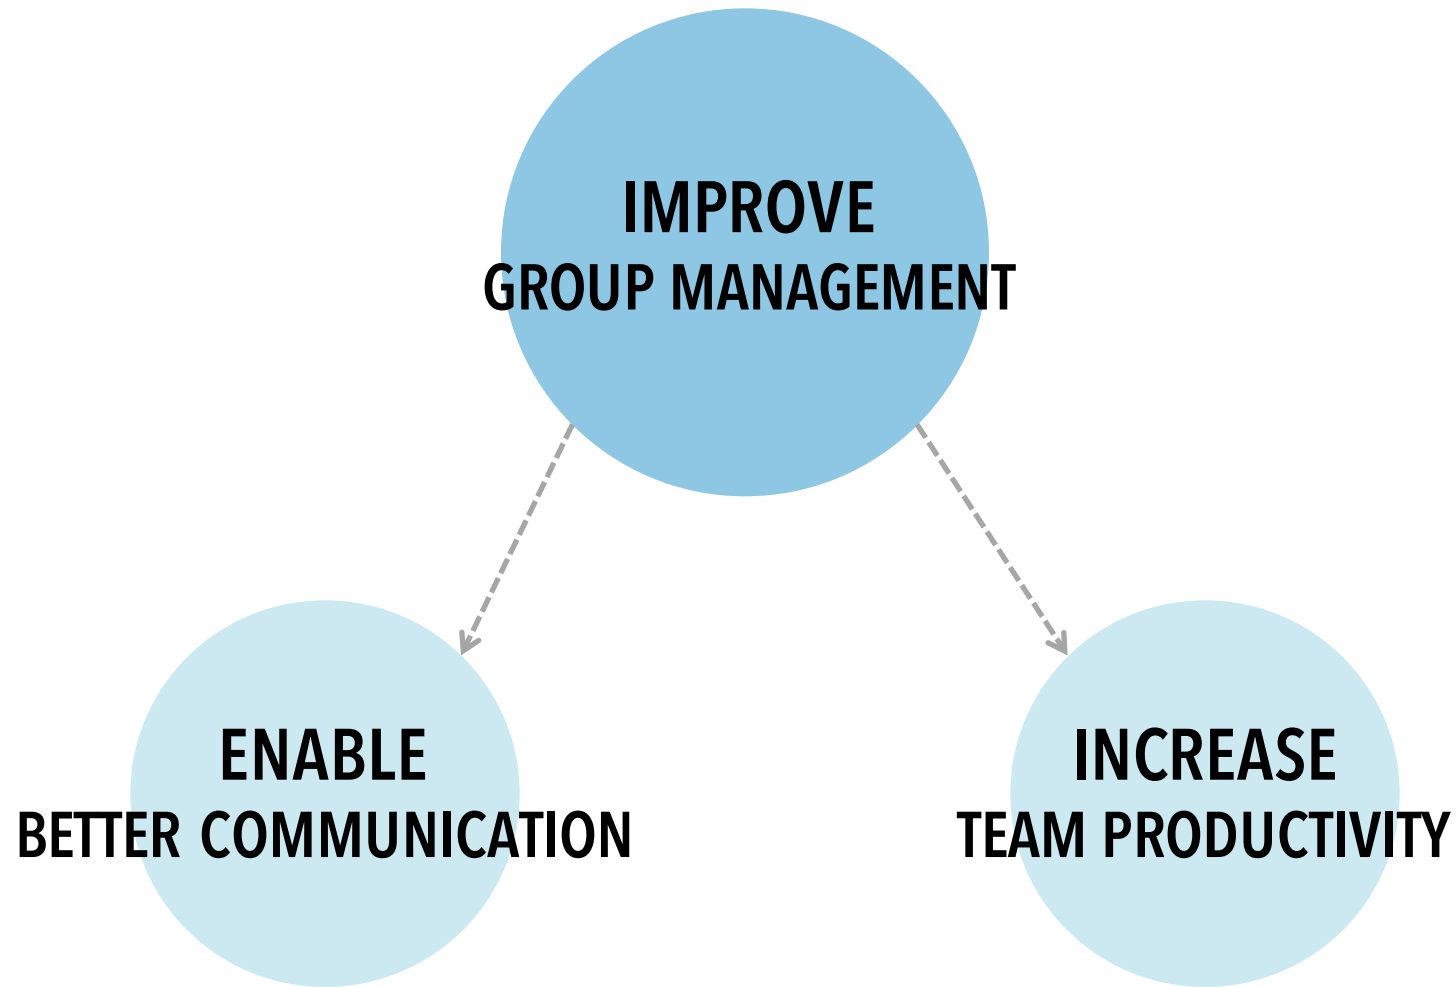 IMPROVE
GROUP MANAGEMENT
ENABLE
BETTER COMMUNICATION
INCREASE
TEAM PRODUCTIVITY